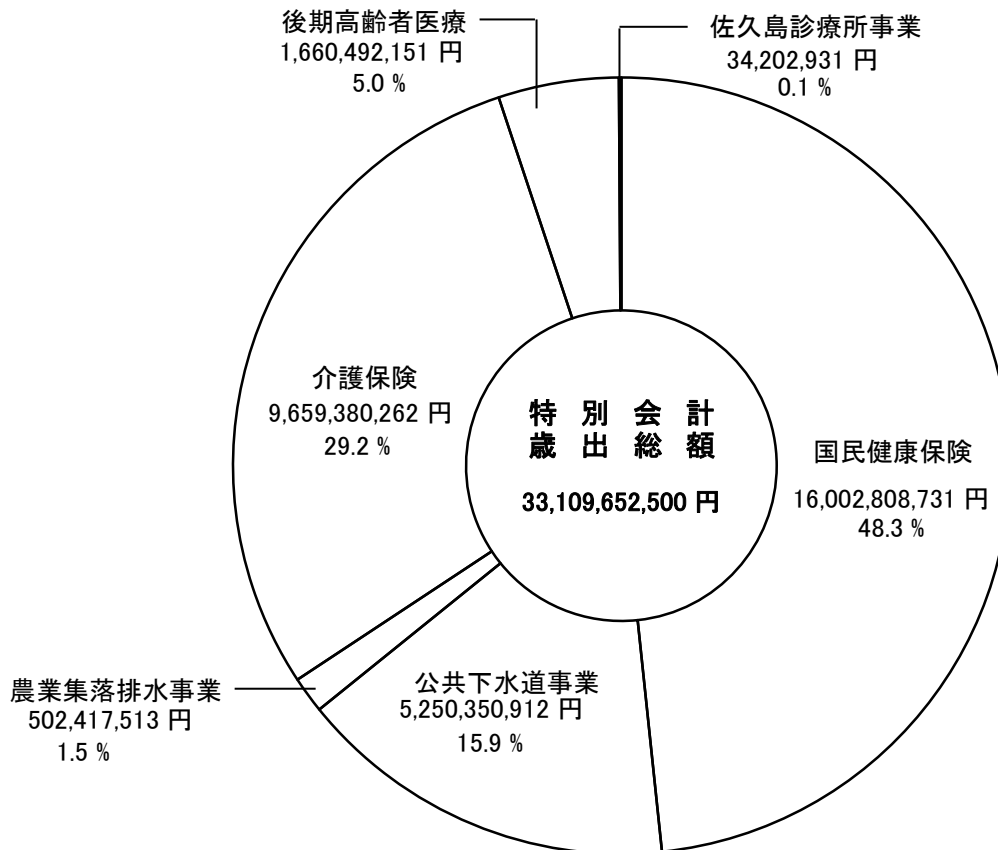 後期高齢者医療
1,660,492,151 円
5.0 %
佐久島診療所事業
34,202,931 円
0.1 %
介護保険
9,659,380,262 円
29.2 %
特別会計
歳出総額
33,109,652,500 円
国民健康保険
16,002,808,731 円
48.3 %
農業集落排水事業
502,417,513 円
1.5 %
公共下水道事業
5,250,350,912 円
15.9 %